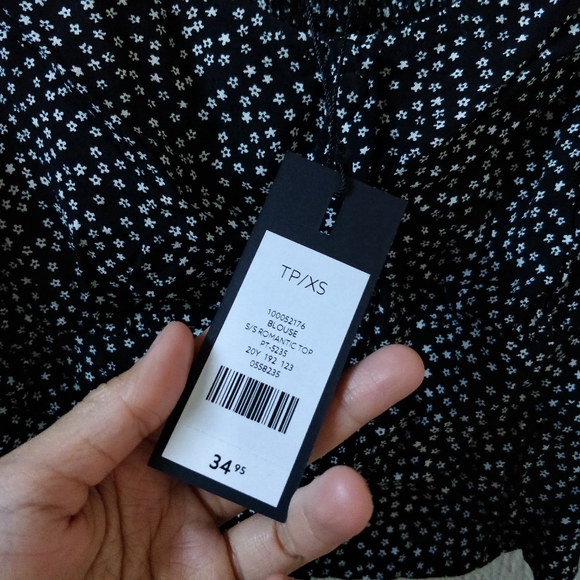 TP/XS
100052176
BLOUSE
S/S ROMANTIC TOP
PT-5235
20Y 192 123
0558235
34 95